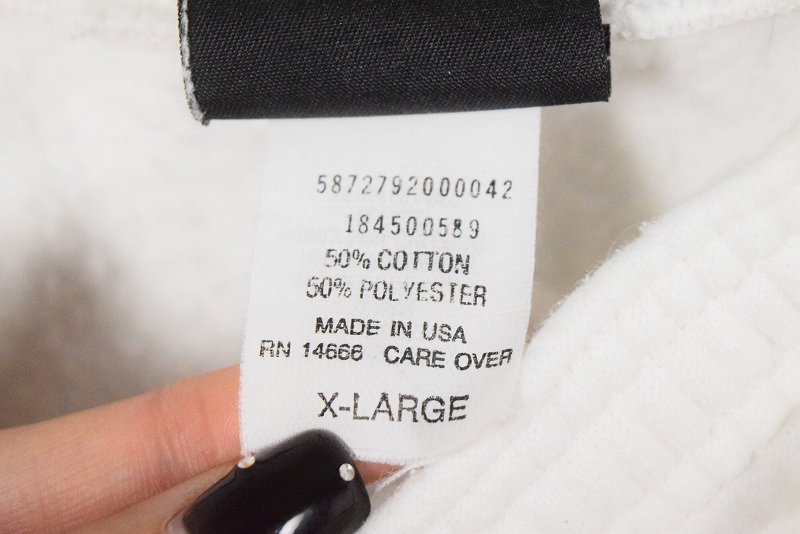 5872792000042
184500589
50% COTTON
50% POLYESTER
MADE IN USA
RN 14666 CARE OVER
X-LARGE